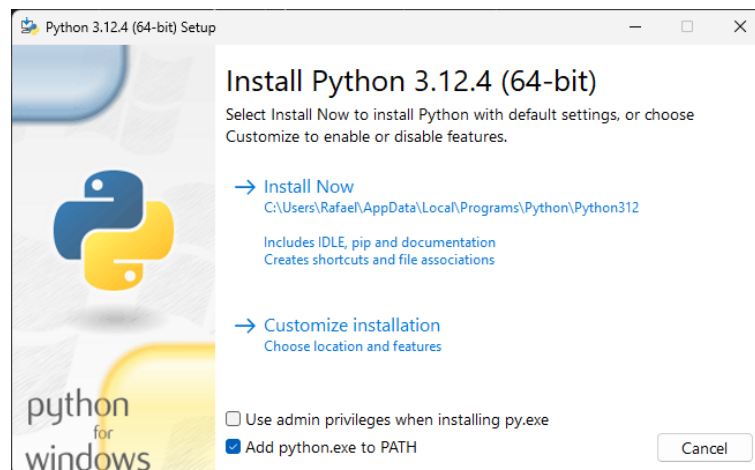 Python 3.12.4 (64-bit) Setup
Install Python 3.12.4 (64-bit)
Select Install Now to install Python with default settings, or choose
Customize to enable or disable features.
Install Now
C:\Users\Rafael\AppData\Local\Programs\Python\Python312
Includes IDLE, pip and documentation
Creates shortcuts and file associations
Customize installation
Choose location and features
python
for
windows
Use admin privileges when installing py.exe
Add python.exe to PATH
Cancel